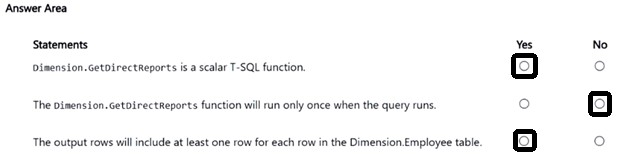 Answer Area
Statements Yes No
Dimension.GetDirectReports is a scalar T-SQL function.
The Dimension.GetDirectReports function will run only once when the query runs.
The output rows will include at least one row for each row in the Dimension.Employee table.